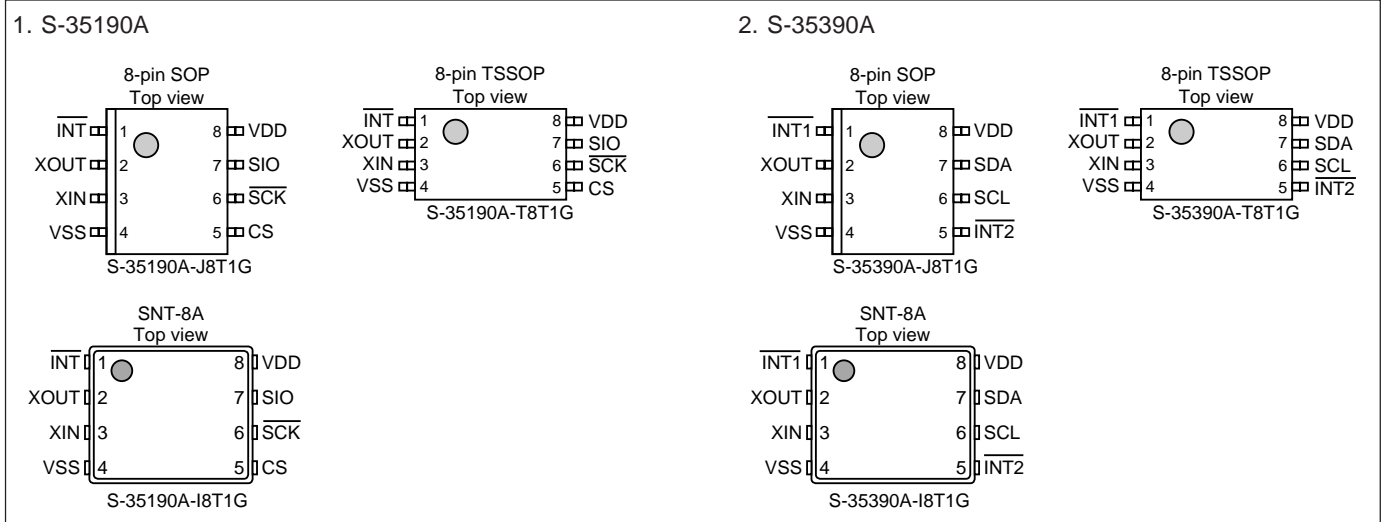 1. S-35190A
8-pin SOP
Top view
INT 1 8 VDD
XOUT 2 7 SIO
XIN 3 6 SCK
VSS 4 5 CS
S-35190A-J8T1G
8-pin TSSOP
Top view
INT 1 8 VDD
XOUT 2 7 SIO
XIN 3 6 SCK
VSS 4 5 CS
S-35190A-T8T1G
SNT-8A
Top view
INT 1 8 VDD
XOUT 2 7 SIO
XIN 3 6 SCK
VSS 4 5 CS
S-35190A-I8T1G
2. S-35390A
8-pin SOP
Top view
INT1 1 8 VDD
XOUT 2 7 SDA
XIN 3 6 SCL
VSS 4 5 INT2
S-35390A-J8T1G
8-pin TSSOP
Top view
INT1 1 8 VDD
XOUT 2 7 SDA
XIN 3 6 SCL
VSS 4 5 INT2
S-35390A-T8T1G
SNT-8A
Top view
INT1 1 8 VDD
XOUT 2 7 SDA
XIN 3 6 SCL
VSS 4 5 INT2
S-35390A-I8T1G